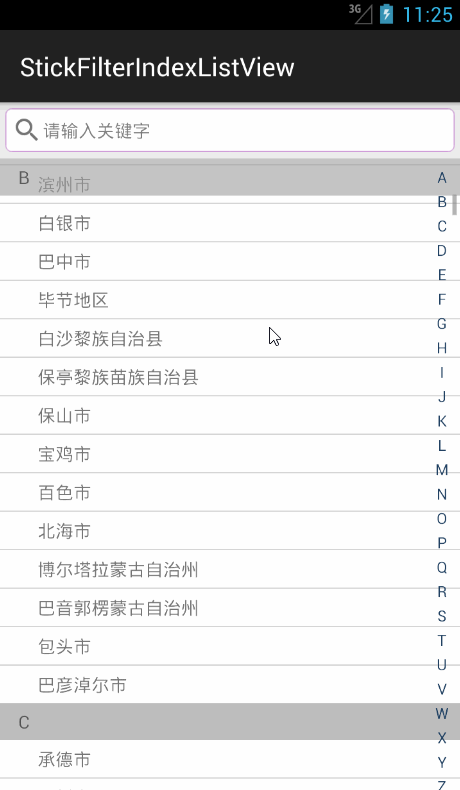 3G 11:25
StickFilterIndexListView
请输入关键字
B 滨州市
白银市
巴中市
毕节地区
白沙黎族自治县
保亭黎族苗族自治县
保山市
宝鸡市
百色市
北海市
博尔塔拉蒙古自治州
巴音郭楞蒙古自治州
包头市
巴彦淖尔市
C
承德市
A
B
C
D
E
F
G
H
I
J
K
L
M
N
O
P
Q
R
S
T
U
V
W
X
Y
Z